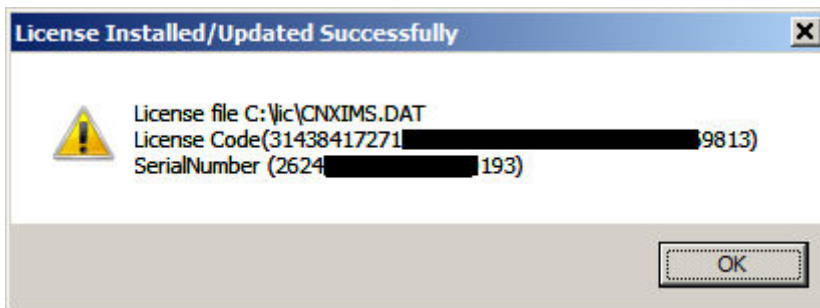 License Installed/Updated Successfully
License file C:\lic\CNXIMS.DAT
License Code(31438417271 9813)
SerialNumber (2624 193)
OK